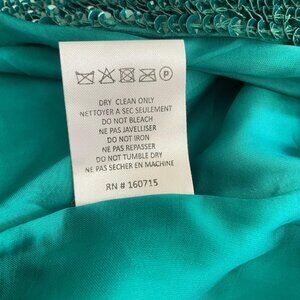 P
DRY CLEAN ONLY
NETTOYER A SEC SEULEMENT
DO NOT BLEACH
NE PAS JAVELLISER
DO NOT IRON
NE PAS REPASSER
DO NOT TUMBLE DRY
NE PAS SECHER EN MACHINE
RN # 160715